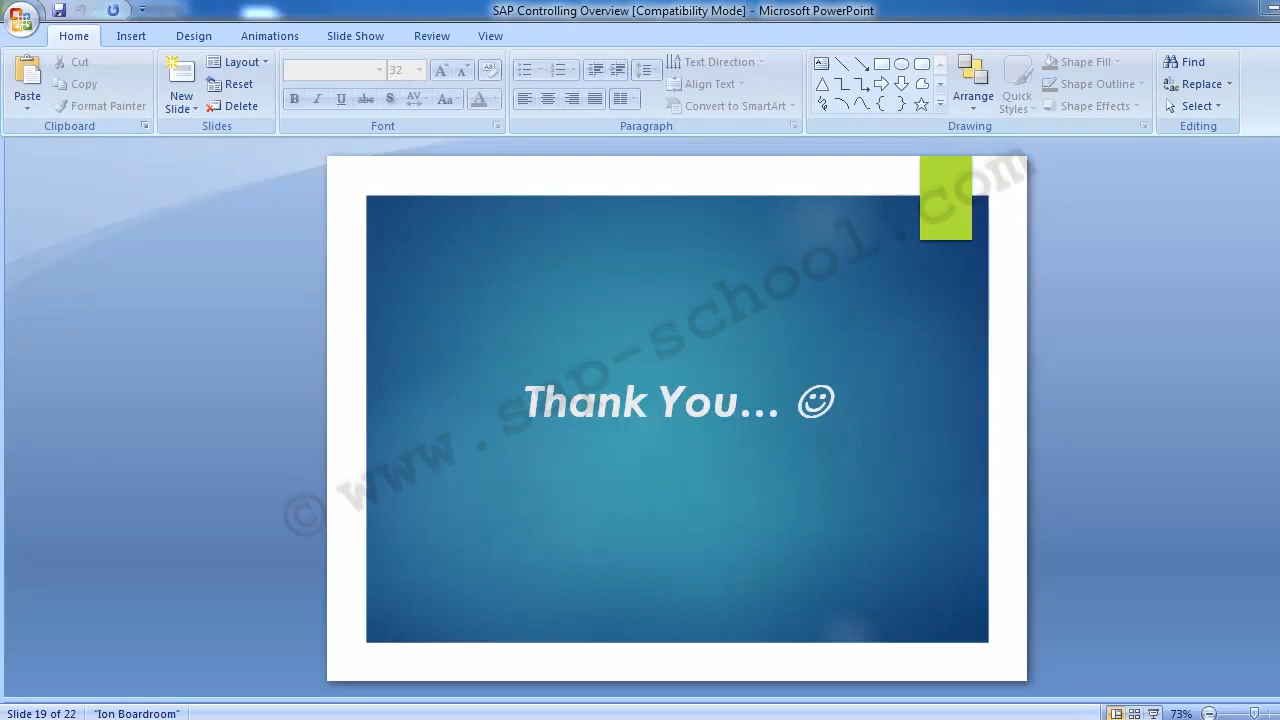 SAP Controlling Overview [Compatibility Mode] - Microsoft PowerPoint
Home Insert Design Animations Slide Show Review View
Cut Layout 32 Text Direction Shape Fill Find
Paste Copy New Slide Reset Align Text Arrange Quick Styles Shape Outline Replace
Format Painter Delete B I U abc S AV Aa A Convert to SmartArt Shape Effects Select
Clipboard Slides Font Paragraph Drawing Editing
Thank You... ☺
© www.sap-school.com
Slide 19 of 22 "Ion Boardroom" 73%